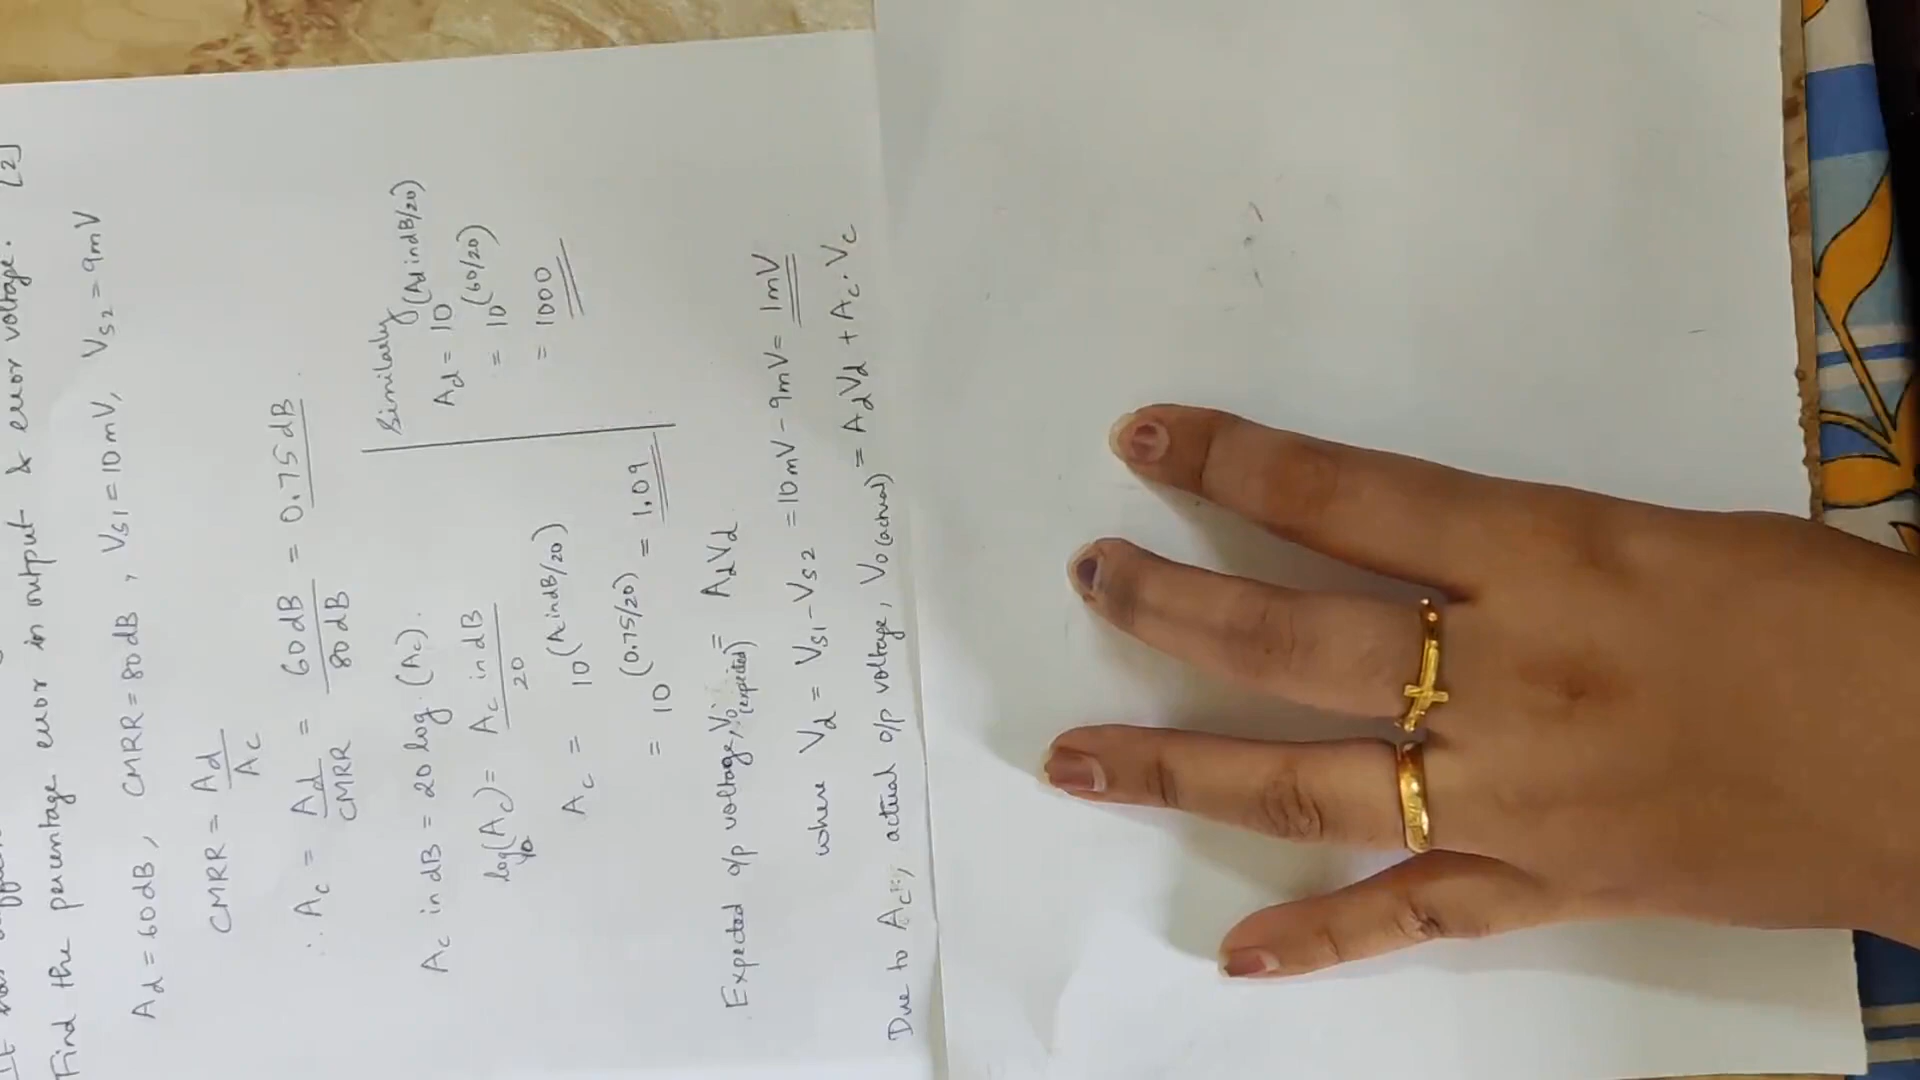 Find the percentage error in output & error voltage. [2]
Ad = 60dB, CMRR = 80dB, VS1 = 10mV, VS2 = 9mV
CMRR = Ad/Ac
∴ Ac = Ad/CMRR = 60dB/80dB = 0.75dB
Ac in dB = 20 log (Ac).
log10(Ac) = Ac in dB/20
Ac = 10^(A in dB/20)
= 10^(0.75/20) = 1.09
Similarly
Ad = 10^(Ad in dB/20)
= 10^(60/20)
= 1000
Expected o/p voltage, Vo(expected) = AdVd
where Vd = VS1 - VS2 = 10mV - 9mV = 1mV
Due to Ac, actual o/p voltage, Vo(actual) = AdVd + Ac.Vc